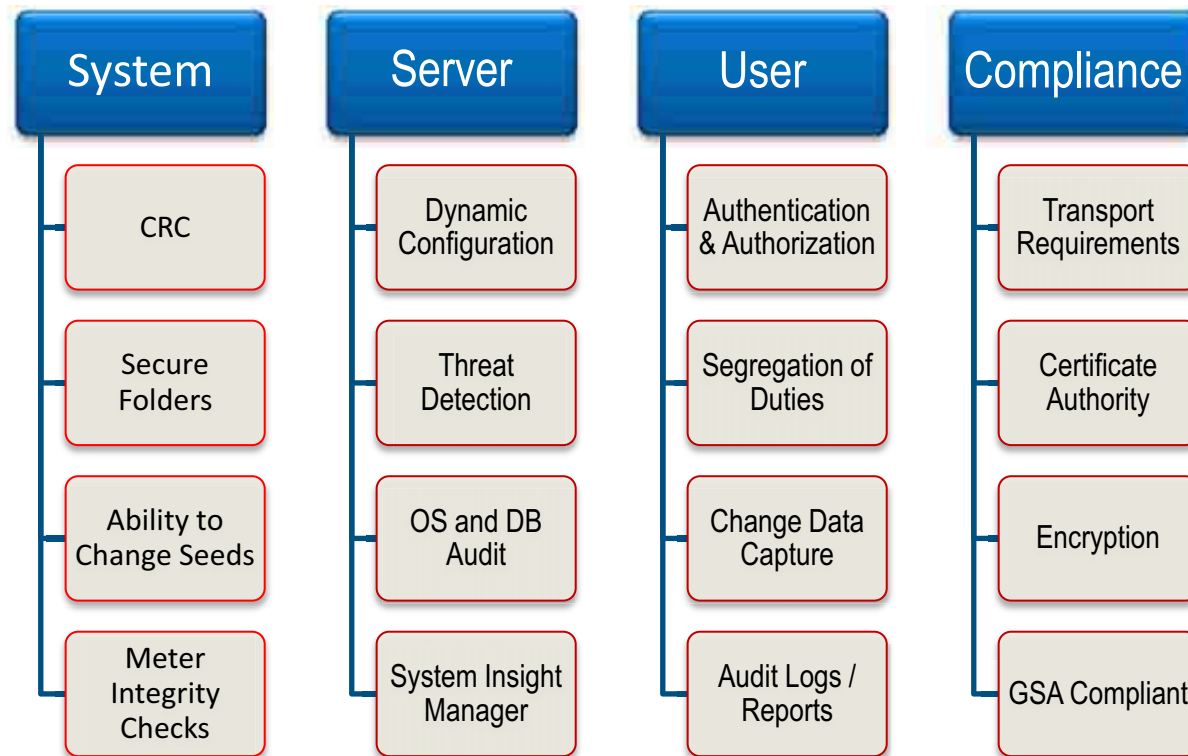 System
CRC
Secure
Folders
Ability to
Change Seeds
Meter
Integrity
Checks
Server
Dynamic
Configuration
Threat
Detection
OS and DB
Audit
System Insight
Manager
User
Authentication
& Authorization
Segregation of
Duties
Change Data
Capture
Audit Logs /
Reports
Compliance
Transport
Requirements
Certificate
Authority
Encryption
GSA Compliant